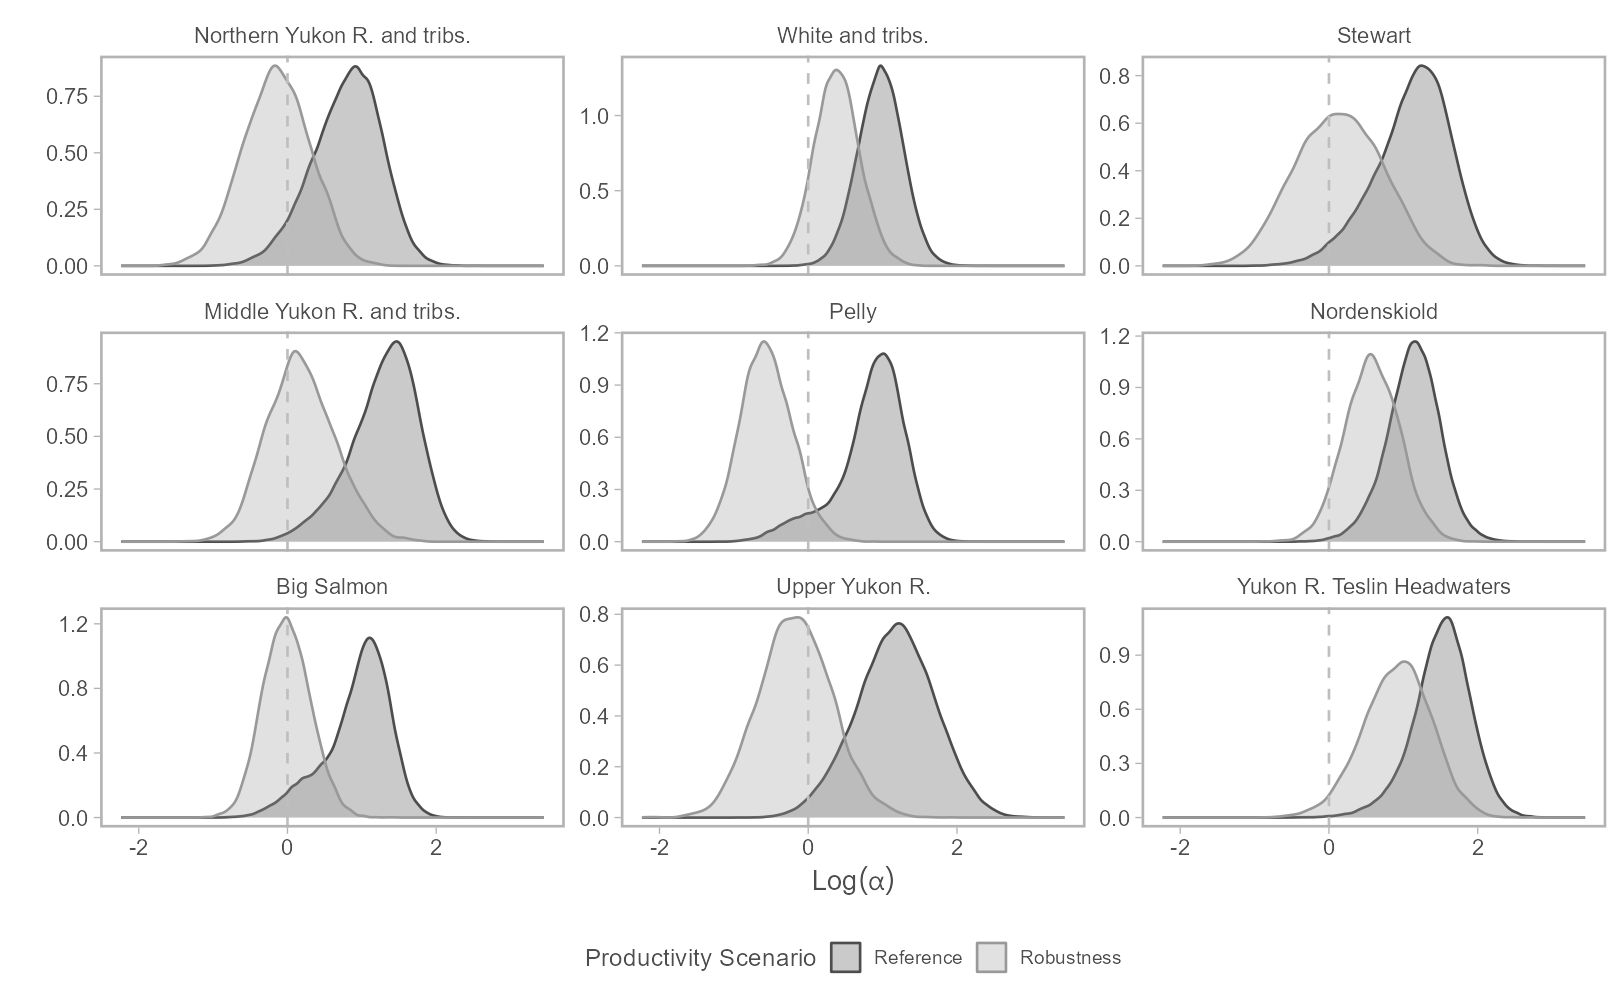 Northern Yukon R. and tribs.
White and tribs.
Stewart
0.75
0.50
0.25
0.00
1.0
0.5
0.0
0.8
0.6
0.4
0.2
0.0
Middle Yukon R. and tribs.
Pelly
Nordenskiold
0.75
0.50
0.25
0.00
1.2
0.9
0.6
0.3
0.0
1.2
0.9
0.6
0.3
0.0
Big Salmon
Upper Yukon R.
Yukon R. Teslin Headwaters
1.2
0.8
0.4
0.0
0.8
0.6
0.4
0.2
0.0
0.9
0.6
0.3
0.0
-2 0 2
-2 0 2
-2 0 2
Log(α)
Productivity Scenario Reference Robustness